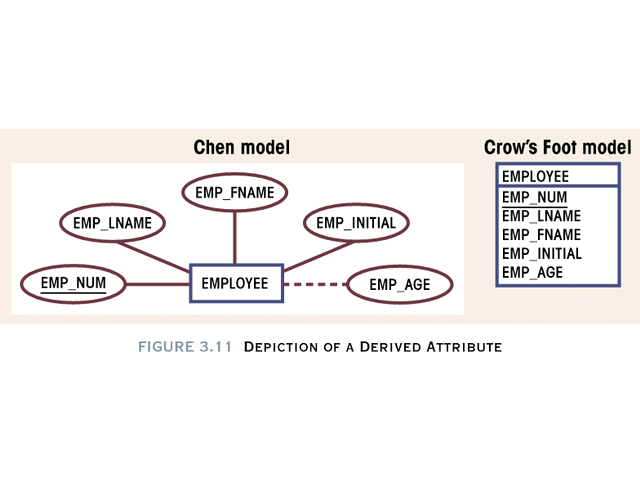 Chen model
EMP_FNAME
EMP_LNAME
EMP_INITIAL
EMP_NUM
EMPLOYEE
EMP_AGE
Crow's Foot model
EMPLOYEE
EMP_NUM
EMP_LNAME
EMP_FNAME
EMP_INITIAL
EMP_AGE
FIGURE 3.11 DEPICTION OF A DERIVED ATTRIBUTE